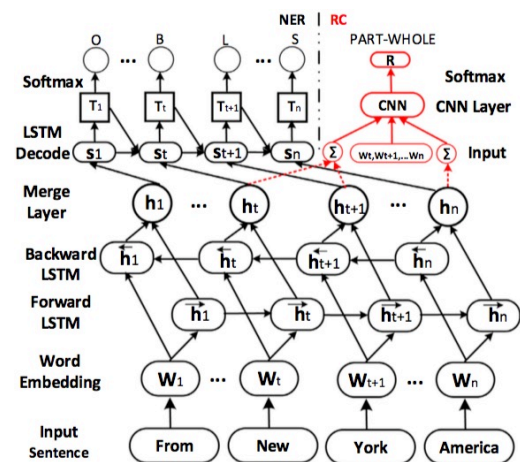 NER RC
O ... B ... L ... S
PART-WHOLE
R
Softmax
Softmax
T1 Tt Tt+1 Tn
CNN
CNN Layer
LSTM
Decode
s1 st st+1 sn
Σ Wt,Wt+1,...Wn Σ
Input
Merge
Layer
h1 ... ht ht+1 ... hn
Backward
LSTM
h1 ht ht+1 hn
Forward
LSTM
h1 ht ht+1 hn
Word
Embedding
W1 ... Wt Wt+1 ... Wn
Input
Sentence
From New York America